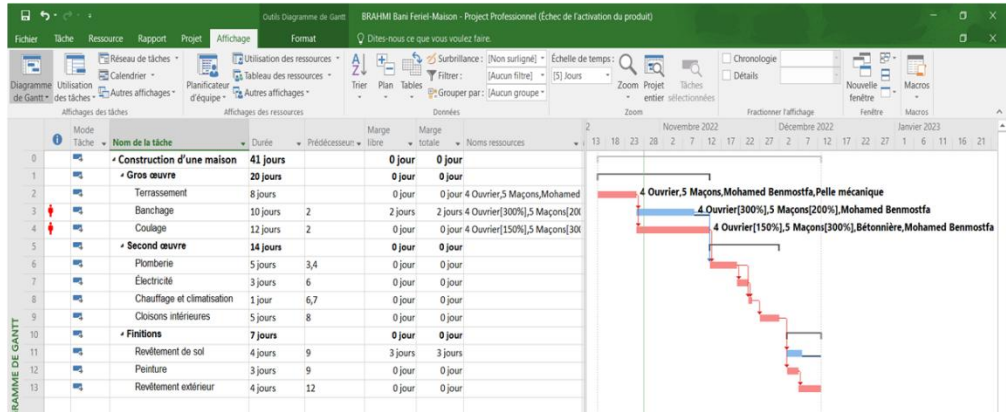 Outils Diagramme de Gantt BRAHMI Bani Feriel-Maison - Project Professionnel (Échec de l'activation du produit)
Fichier Tâche Ressource Rapport Projet Affichage Format Dites-nous ce que vous voulez faire.
Diagramme de Gantt Utilisation des tâches Réseau de tâches Calendrier Autres affichages Planificateur d'équipe Utilisation des ressources Tableau des ressources Autres affichages Trier Plan Tables Surbrillance : [Non surligné] Filtrer : [Aucun filtre] Grouper par : [Aucun groupe Échelle de temps : [5] Jours Zoom Projet entier Tâches sélectionnées Chronologie Détails Nouvelle fenêtre Macros
Affichages des tâches Affichages des ressources Données Zoom Fractionner l'affichage Fenêtre Macros
Mode Tâche Nom de la tâche Durée Prédécesseurs Marge libre Marge totale Noms ressources
2 Novembre 2022 Décembre 2022 Janvier 2023
13 18 23 28 2 7 12 17 22 27 2 7 12 17 22 27 1 6 11 16 21
0 Construction d'une maison 41 jours 0 jour 0 jour
1 Gros œuvre 20 jours 0 jour 0 jour
2 Terrassement 8 jours 0 jour 0 jour 4 Ouvrier,5 Maçons,Mohamed
4 Ouvrier,5 Maçons,Mohamed Benmostfa,Pelle mécanique
3 Banchage 10 jours 2 2 jours 2 jours 4 Ouvrier[300%],5 Maçons[200
4 Ouvrier[300%],5 Maçons[200%],Mohamed Benmostfa
4 Coulage 12 jours 2 0 jour 0 jour 4 Ouvrier[150%],5 Maçons[300
4 Ouvrier[150%],5 Maçons[300%],Bétonnière,Mohamed Benmostfa
5 Second œuvre 14 jours 0 jour 0 jour
6 Plomberie 5 jours 3,4 0 jour 0 jour
7 Électricité 3 jours 6 0 jour 0 jour
8 Chauffage et climatisation 1 jour 6,7 0 jour 0 jour
9 Cloisons intérieures 5 jours 8 0 jour 0 jour
10 Finitions 7 jours 0 jour 0 jour
11 Revêtement de sol 4 jours 9 3 jours 3 jours
12 Peinture 3 jours 9 0 jour 0 jour
13 Revêtement extérieur 4 jours 12 0 jour 0 jour
RAMME DE GANTT